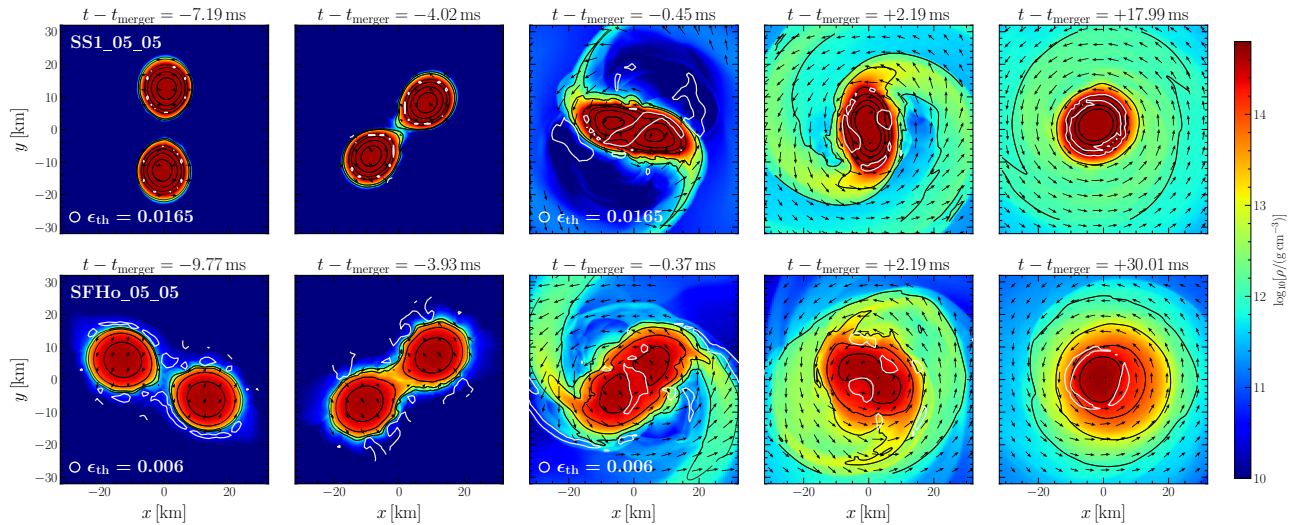 t − t_merger = −7.19 ms
t − t_merger = −4.02 ms
t − t_merger = −0.45 ms
t − t_merger = +2.19 ms
t − t_merger = +17.99 ms
SS1_05_05
ϵ_th = 0.0165
ϵ_th = 0.0165
y [km]
30
20
10
0
−10
−20
−30
t − t_merger = −9.77 ms
t − t_merger = −3.93 ms
t − t_merger = −0.37 ms
t − t_merger = +2.19 ms
t − t_merger = +30.01 ms
SFHo_05_05
ϵ_th = 0.006
ϵ_th = 0.006
y [km]
30
20
10
0
−10
−20
−30
−20 0 20
−20 0 20
−20 0 20
−20 0 20
−20 0 20
x [km]
x [km]
x [km]
x [km]
x [km]
14
13
12
11
10
log10[ρ/(g cm⁻³)]